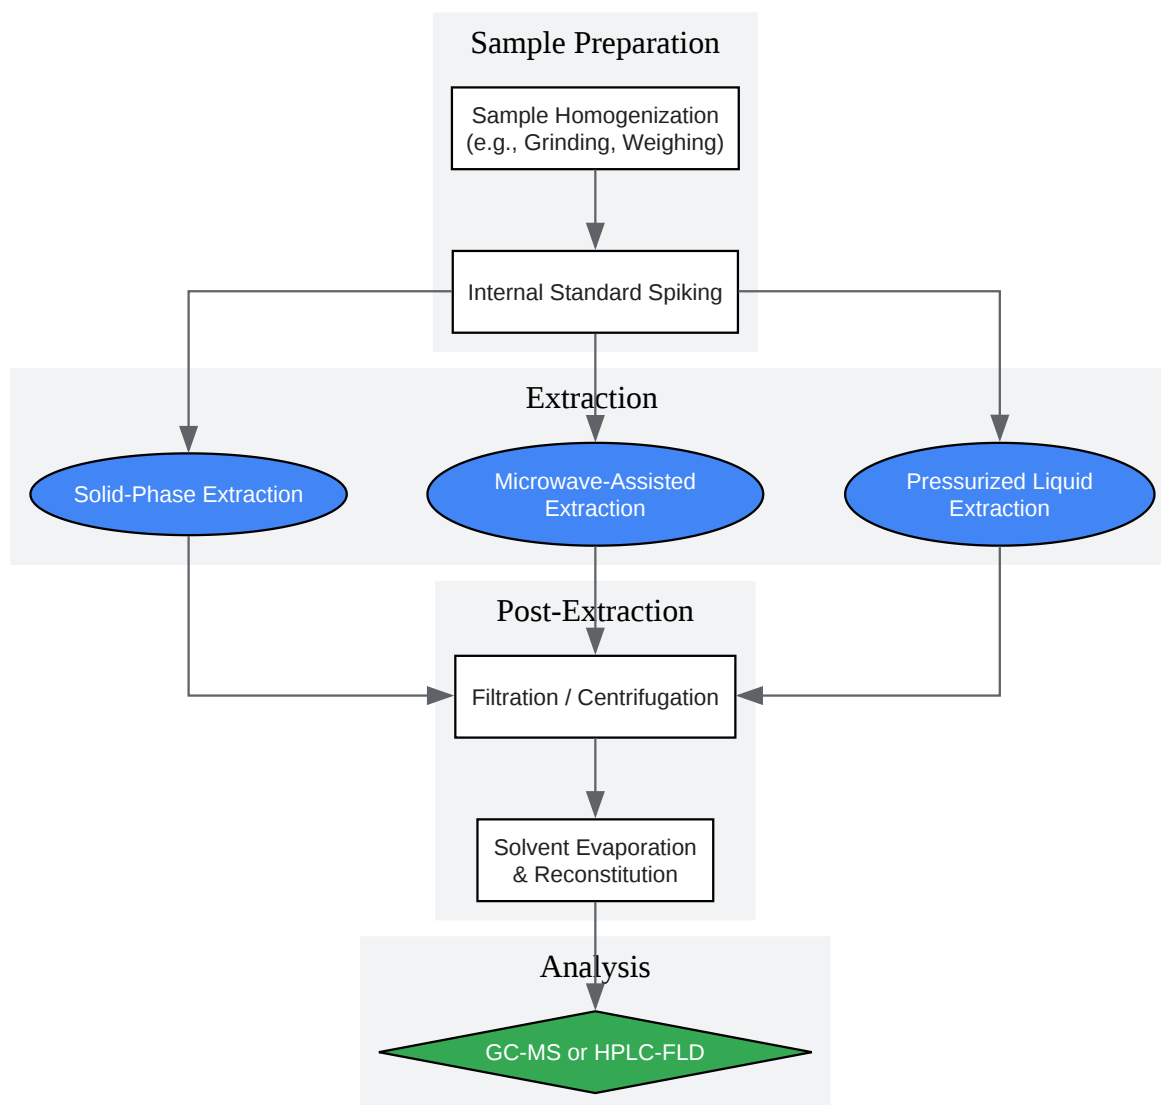 Sample Preparation
Sample Homogenization
(e.g., Grinding, Weighing)
Internal Standard Spiking
Extraction
Solid-Phase Extraction
Microwave-Assisted
Extraction
Pressurized Liquid
Extraction
Post-Extraction
Filtration / Centrifugation
Solvent Evaporation
& Reconstitution
Analysis
GC-MS or HPLC-FLD